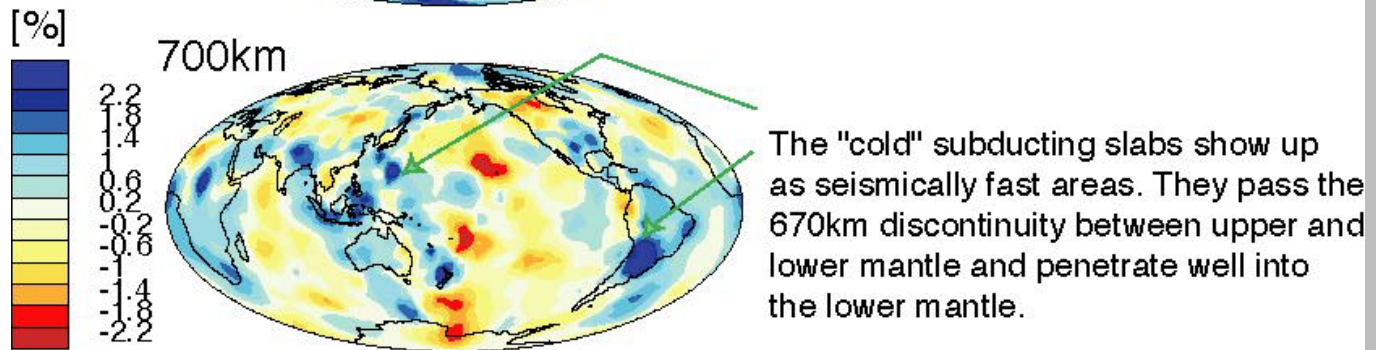 [%]
700km
2.2
1.8
1.4
1
0.6
0.2
-0.2
-0.6
-1
-1.4
-1.8
-2.2
The "cold" subducting slabs show up
as seismically fast areas. They pass the
670km discontinuity between upper and
lower mantle and penetrate well into
the lower mantle.